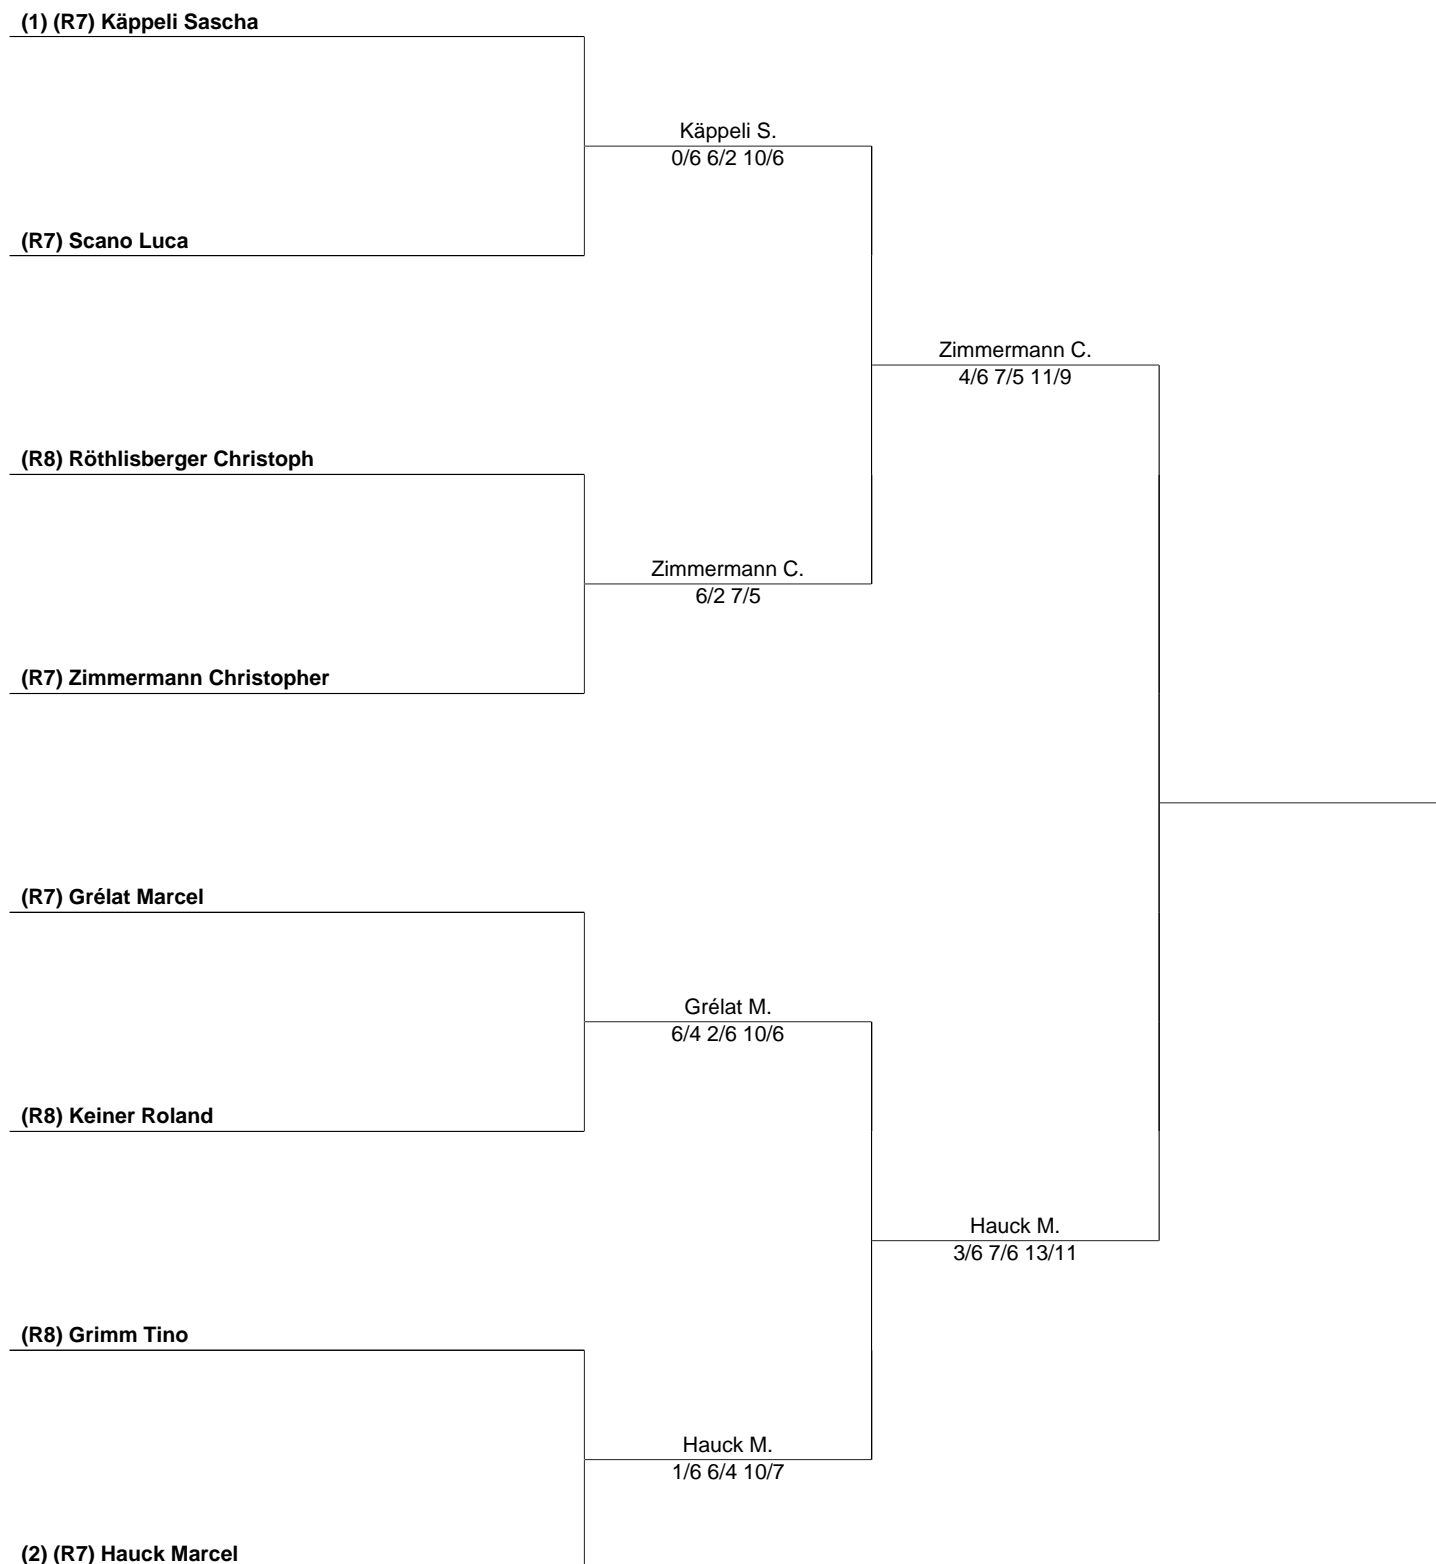 (1) (R7) Käppeli Sascha
Käppeli S.
0/6 6/2 10/6
(R7) Scano Luca
Zimmermann C.
4/6 7/5 11/9
(R8) Röthlisberger Christoph
Zimmermann C.
6/2 7/5
(R7) Zimmermann Christopher
(R7) Grélat Marcel
Grélat M.
6/4 2/6 10/6
(R8) Keiner Roland
Hauck M.
3/6 7/6 13/11
(R8) Grimm Tino
Hauck M.
1/6 6/4 10/7
(2) (R7) Hauck Marcel